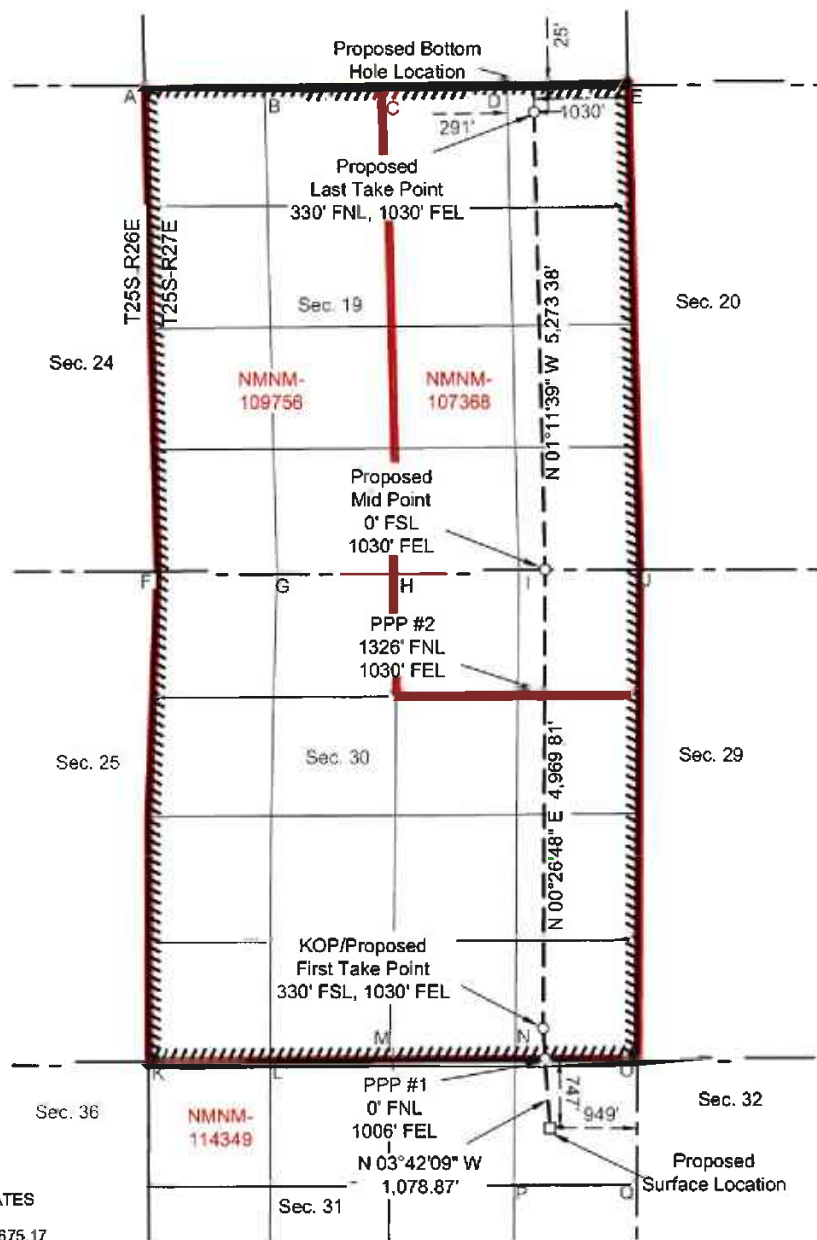 Proposed Bottom
Hole Location
25'
A
B
C
D
E
291'
1030'
Proposed
Last Take Point
330' FNL, 1030' FEL
T25S-R26E
T25S-R27E
Sec. 19
Sec. 20
Sec. 24
NMNM-
109756
NMNM-
107368
N 01°11'39" W 5,273 38'
Proposed
Mid Point
0' FSL
1030' FEL
F
G
H
I
J
PPP #2
1326' FNL
1030' FEL
Sec. 25
Sec. 30
Sec. 29
N 00°26'48" E 4,969 81'
KOP/Proposed
First Take Point
330' FSL, 1030' FEL
M
N
K
L
O
PPP #1
0' FNL
1006' FEL
747'
949'
Sec. 36
NMNM-
114349
Sec. 32
N 03°42'09" W
1,078.87'
Proposed
Surface Location
P
Q
Sec. 31
ATES
675.17